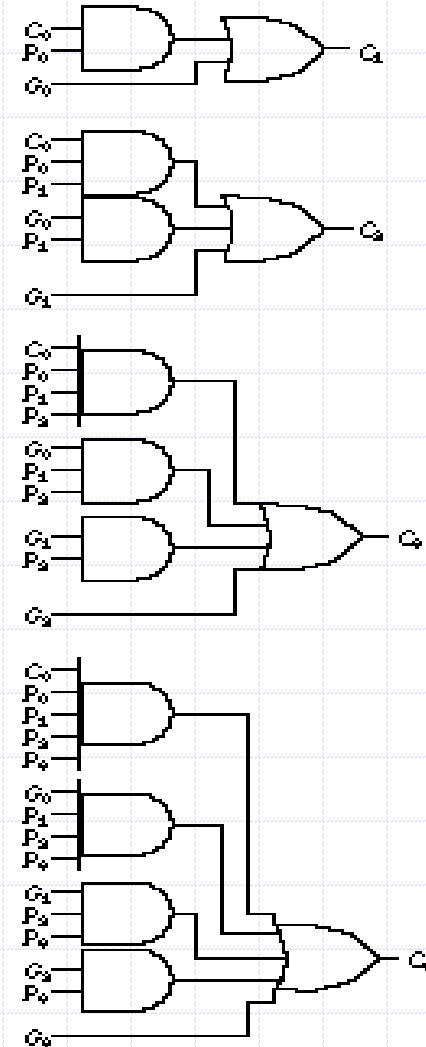 C₀
P₀ C₁
G₀
C₀
P₀
P₁
G₀
P₁ C₂
G₁
C₀
P₀
P₁
P₂
G₀
P₁
P₂
G₁ C₃
P₂
G₂
C₀
P₀
P₁
P₂
P₃
G₀
P₁
P₂
P₃
G₁
P₂
P₃
G₂
P₃
G₃